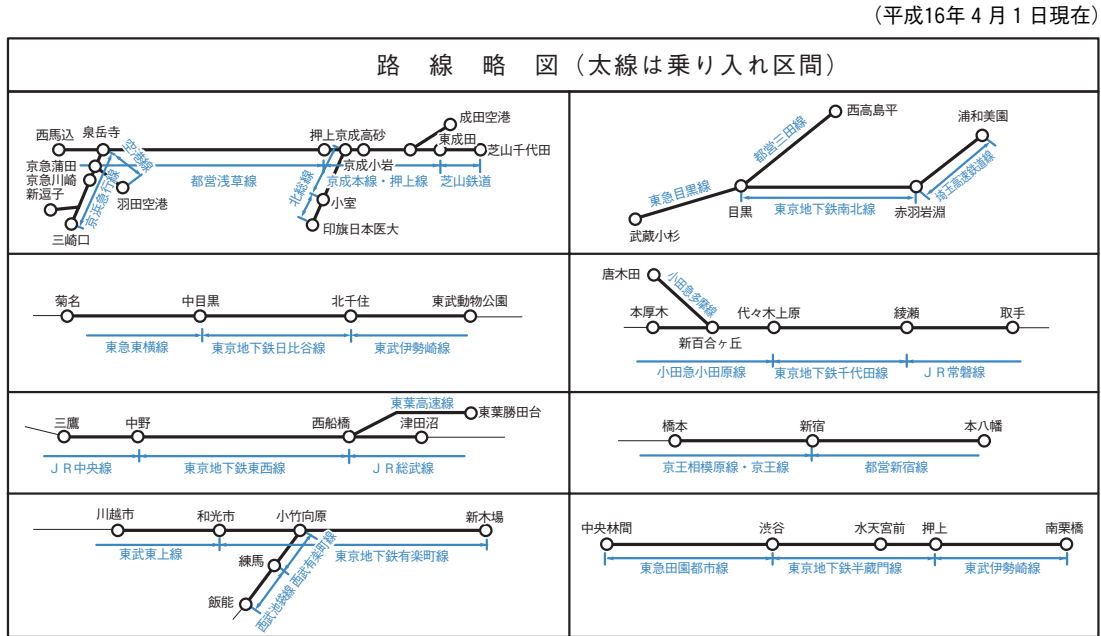 （平成16年４月１日現在）
路線略図（太線は乗り入れ区間）
西馬込
泉岳寺
京急蒲田
京急川崎
新逗子
三崎口
羽田空港
空港線
京浜急行線
都営浅草線
押上
京成高砂
京成小岩
成田空港
東成田
芝山千代田
京成本線・押上線
芝山鉄道
北総線
小室
印旛日本医大
西高島平
浦和美園
都営三田線
埼玉高速鉄道線
東急目黒線
目黒
東京地下鉄南北線
赤羽岩淵
武蔵小杉
菊名
中目黒
北千住
東武動物公園
東急東横線
東京地下鉄日比谷線
東武伊勢崎線
唐木田
小田急多摩線
本厚木
新百合ヶ丘
代々木上原
綾瀬
取手
小田急小田原線
東京地下鉄千代田線
ＪＲ常磐線
三鷹
中野
西船橋
東葉高速線
東葉勝田台
津田沼
ＪＲ中央線
東京地下鉄東西線
ＪＲ総武線
橋本
新宿
本八幡
京王相模原線・京王線
都営新宿線
川越市
和光市
小竹向原
新木場
東武東上線
東京地下鉄有楽町線
練馬
飯能
西武池袋線
西武有楽町線
中央林間
渋谷
水天宮前
押上
南栗橋
東急田園都市線
東京地下鉄半蔵門線
東武伊勢崎線